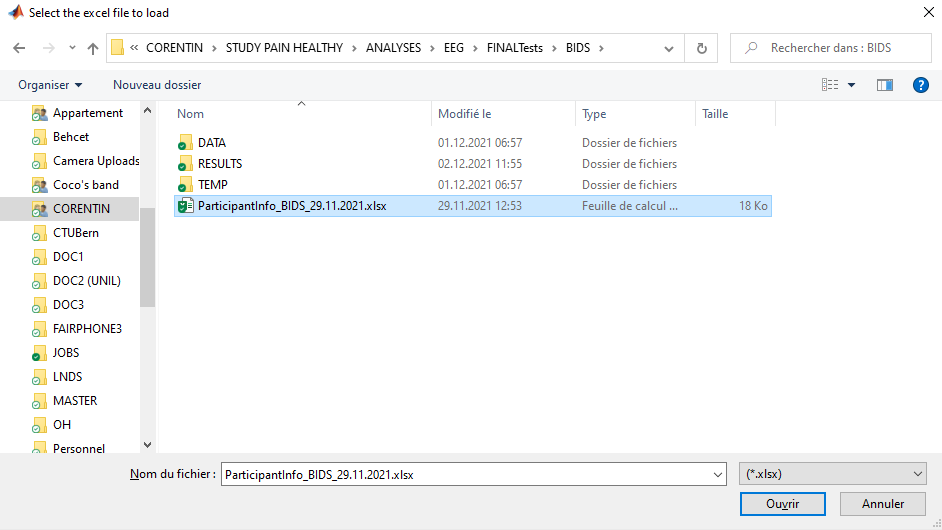 Select the excel file to load
« CORENTIN › STUDY PAIN HEALTHY › ANALYSES › EEG › FINALTests › BIDS ›
Rechercher dans : BIDS
Organiser Nouveau dossier
Appartement
Behcet
Camera Uploads
Coco's band
CORENTIN
CTUBern
DOC1
DOC2 (UNIL)
DOC3
FAIRPHONE3
JOBS
LNDS
MASTER
OH
Personnel
Nom Modifié le Type Taille
DATA 01.12.2021 06:57 Dossier de fichiers
RESULTS 02.12.2021 11:55 Dossier de fichiers
TEMP 01.12.2021 06:57 Dossier de fichiers
ParticipantInfo_BIDS_29.11.2021.xlsx 29.11.2021 12:53 Feuille de calcul ... 18 Ko
Nom du fichier : ParticipantInfo_BIDS_29.11.2021.xlsx (*.xlsx)
Ouvrir Annuler